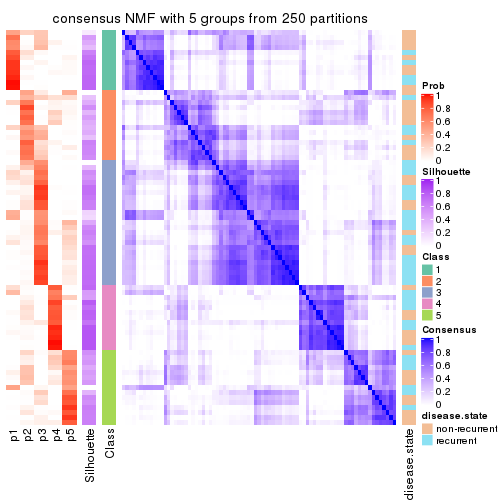 consensus NMF with 5 groups from 250 partitions
Prob
1
0.8
0.6
0.4
0.2
0
Silhouette
1
0.8
0.6
0.4
0.2
0
Class
1
2
3
4
5
Consensus
1
0.8
0.6
0.4
0.2
0
disease.state
non-recurrent
recurrent
p1
p2
p3
p4
p5
Silhouette
Class
disease.state